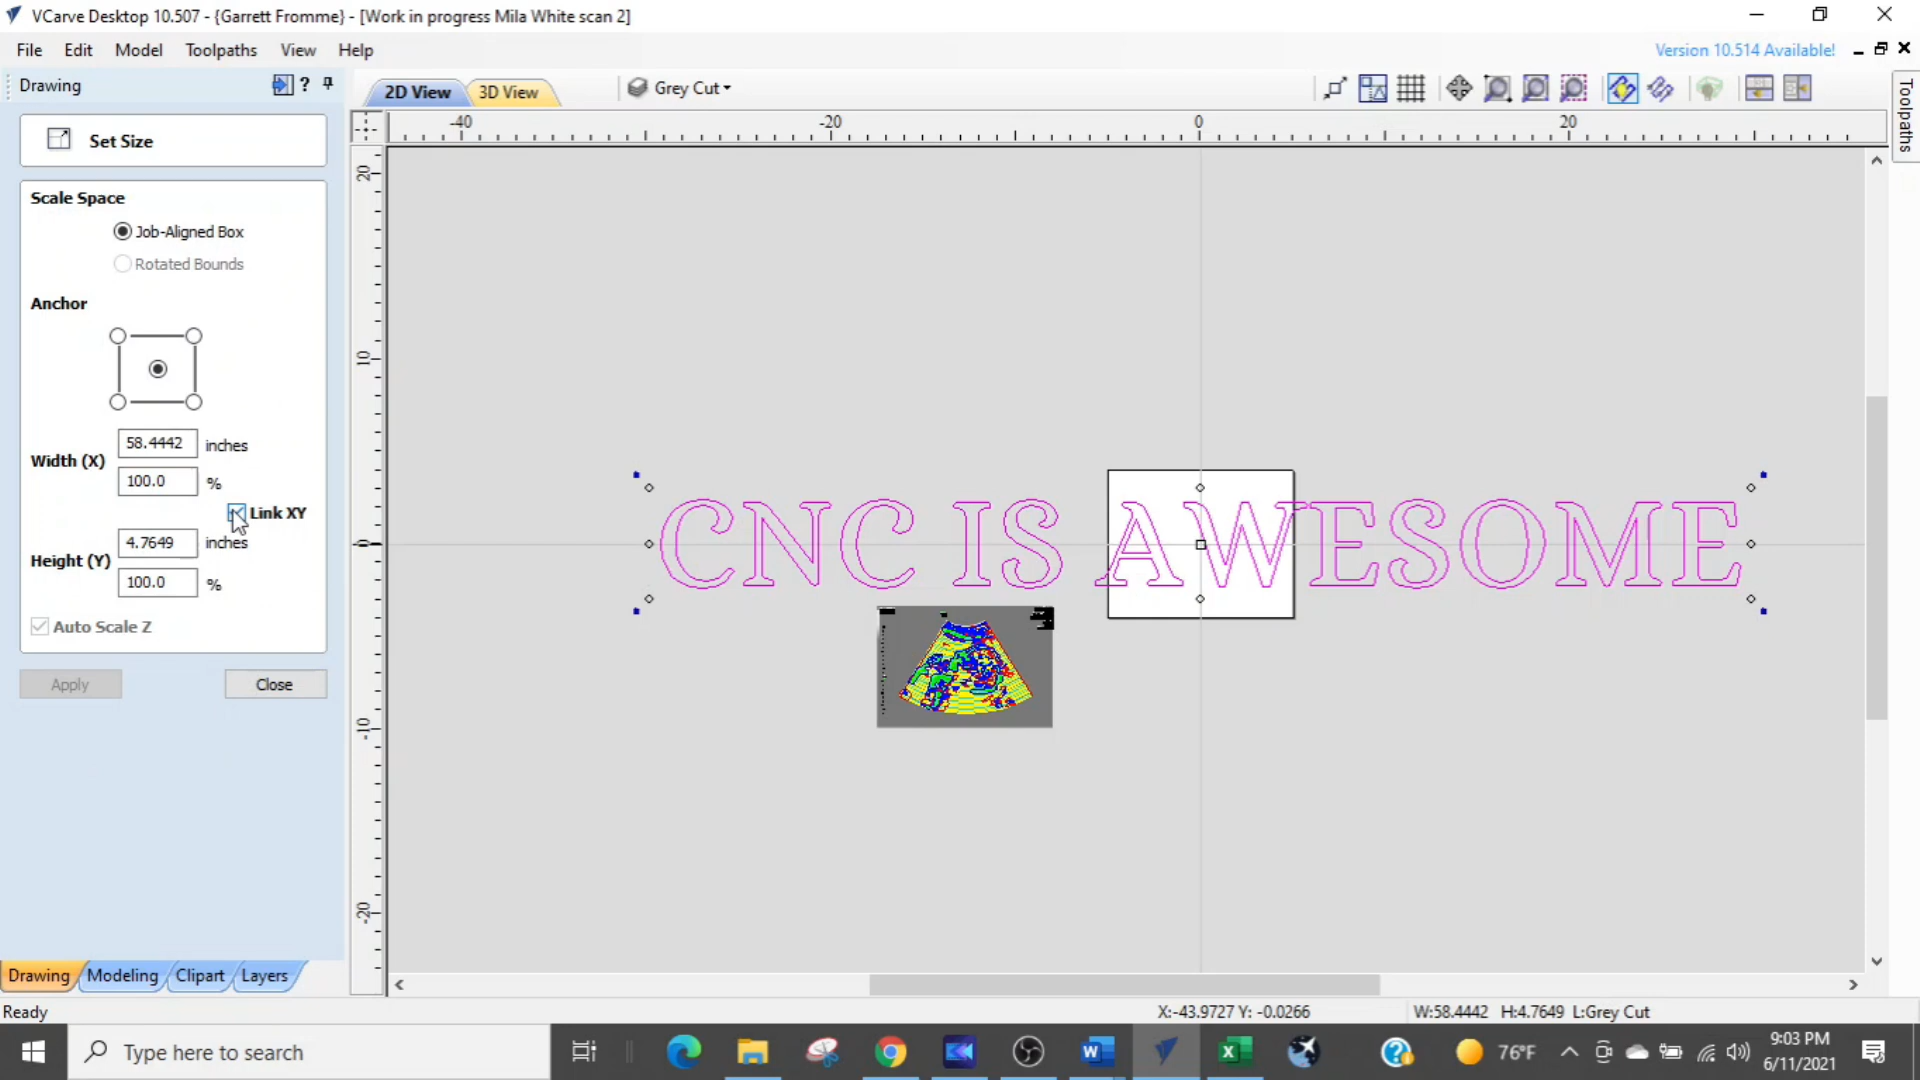 VCarve Desktop 10.507 - {Garrett Fromme} - [Work in progress Mila White scan 2]
File Edit Model Toolpaths View Help
Version 10.514 Available!
Drawing
?
2D View
3D View
Grey Cut
Toolpaths
-40 -20 0 20
Set Size
Scale Space
Job-Aligned Box
Rotated Bounds
Anchor
Width (X)
58.4442 inches
100.0 %
Link XY
Height (Y)
4.7649 inches
100.0 %
Auto Scale Z
Apply
Close
20
10
0
-10
-20
CNC IS AWESOME
Drawing Modeling Clipart Layers
Ready
X:-43.9727 Y: -0.0266
W:58.4442 H:4.7649 L:Grey Cut
Type here to search
76°F
9:03 PM
6/11/2021